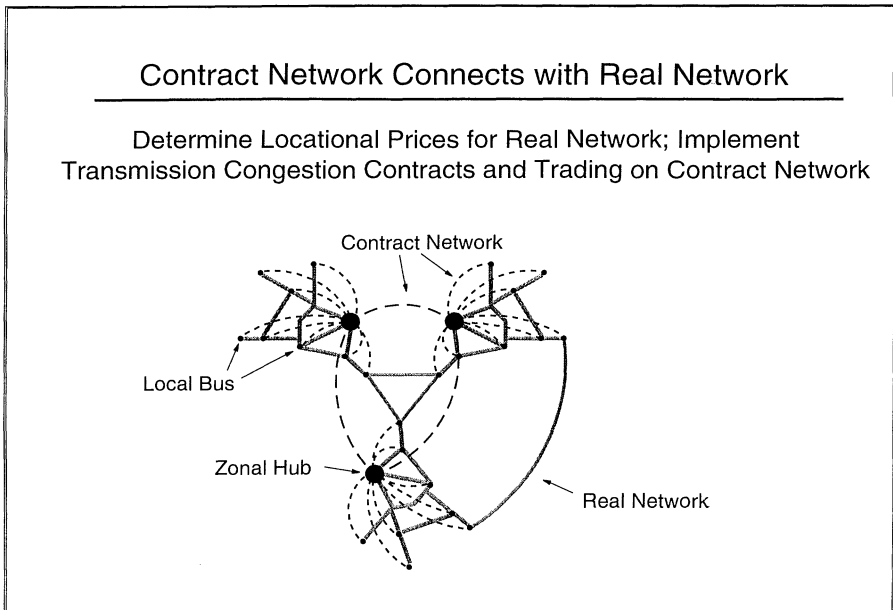 Contract Network Connects with Real Network
Determine Locational Prices for Real Network; Implement
Transmission Congestion Contracts and Trading on Contract Network
Contract Network
Local Bus
Zonal Hub
Real Network